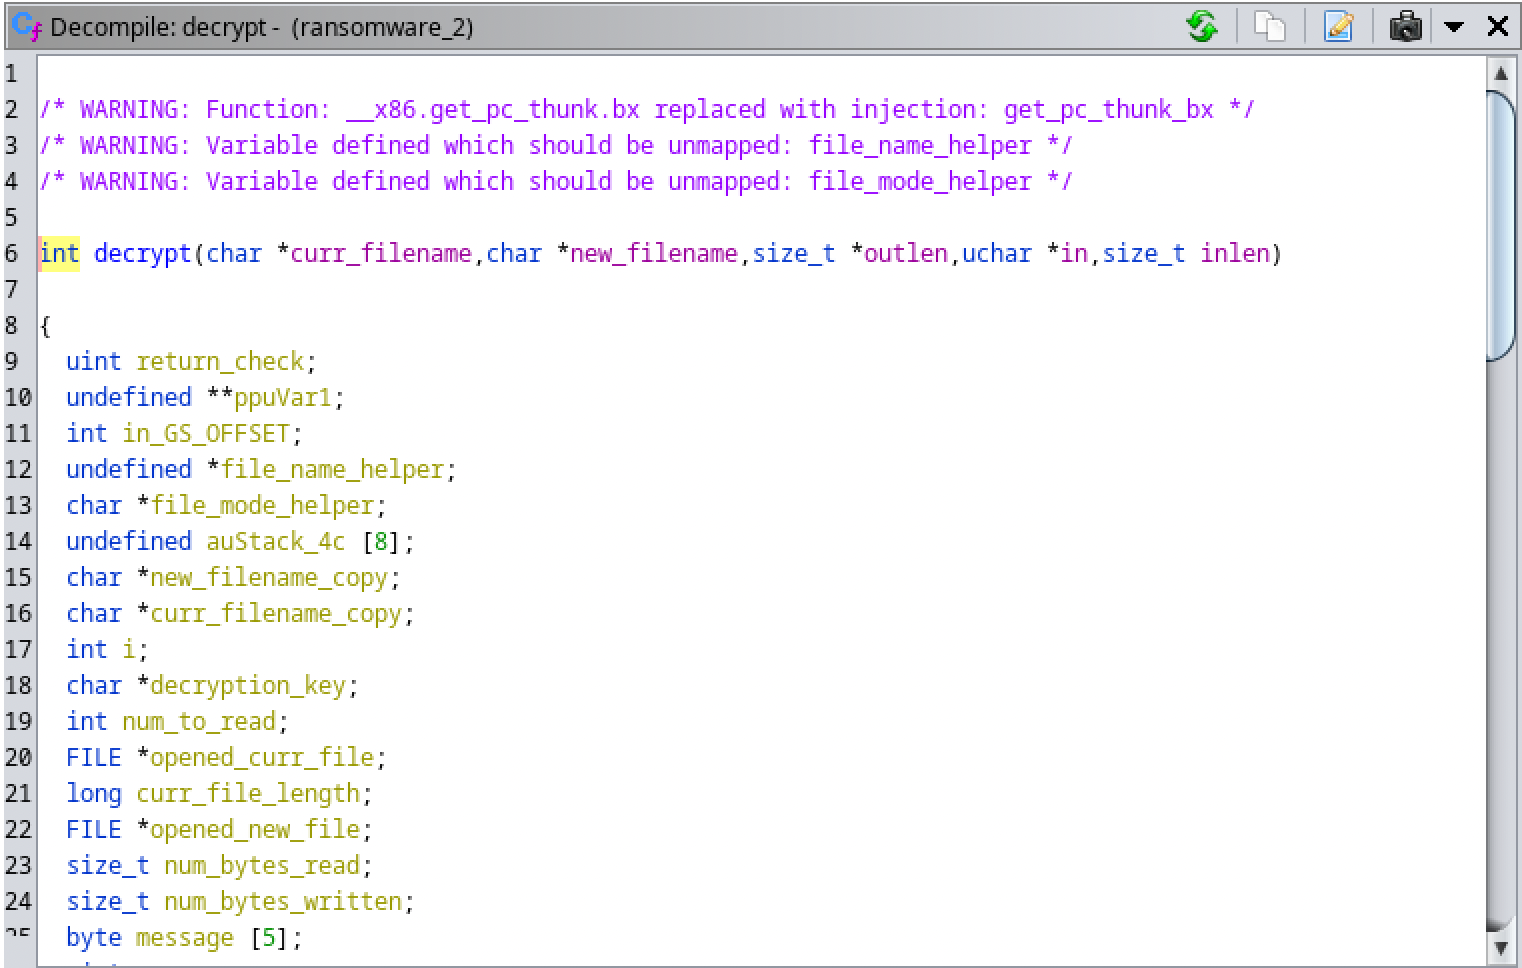 Decompile: decrypt - (ransomware_2)
1
2 /* WARNING: Function: __x86.get_pc_thunk.bx replaced with injection: get_pc_thunk_bx */
3 /* WARNING: Variable defined which should be unmapped: file_name_helper */
4 /* WARNING: Variable defined which should be unmapped: file_mode_helper */
5
6 int decrypt(char *curr_filename,char *new_filename,size_t *outlen,uchar *in,size_t inlen)
7
8 {
9 uint return_check;
10 undefined **ppuVar1;
11 int in_GS_OFFSET;
12 undefined *file_name_helper;
13 char *file_mode_helper;
14 undefined auStack_4c [8];
15 char *new_filename_copy;
16 char *curr_filename_copy;
17 int i;
18 char *decryption_key;
19 int num_to_read;
20 FILE *opened_curr_file;
21 long curr_file_length;
22 FILE *opened_new_file;
23 size_t num_bytes_read;
24 size_t num_bytes_written;
25 byte message [5];